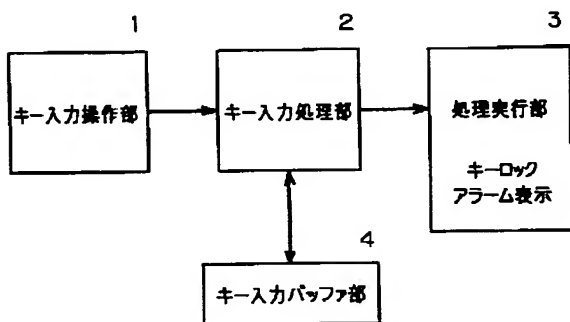 1
2
3
キー入力操作部
キー入力処理部
処理実行部
キーロック
アラーム表示
4
キー入力バッファ部